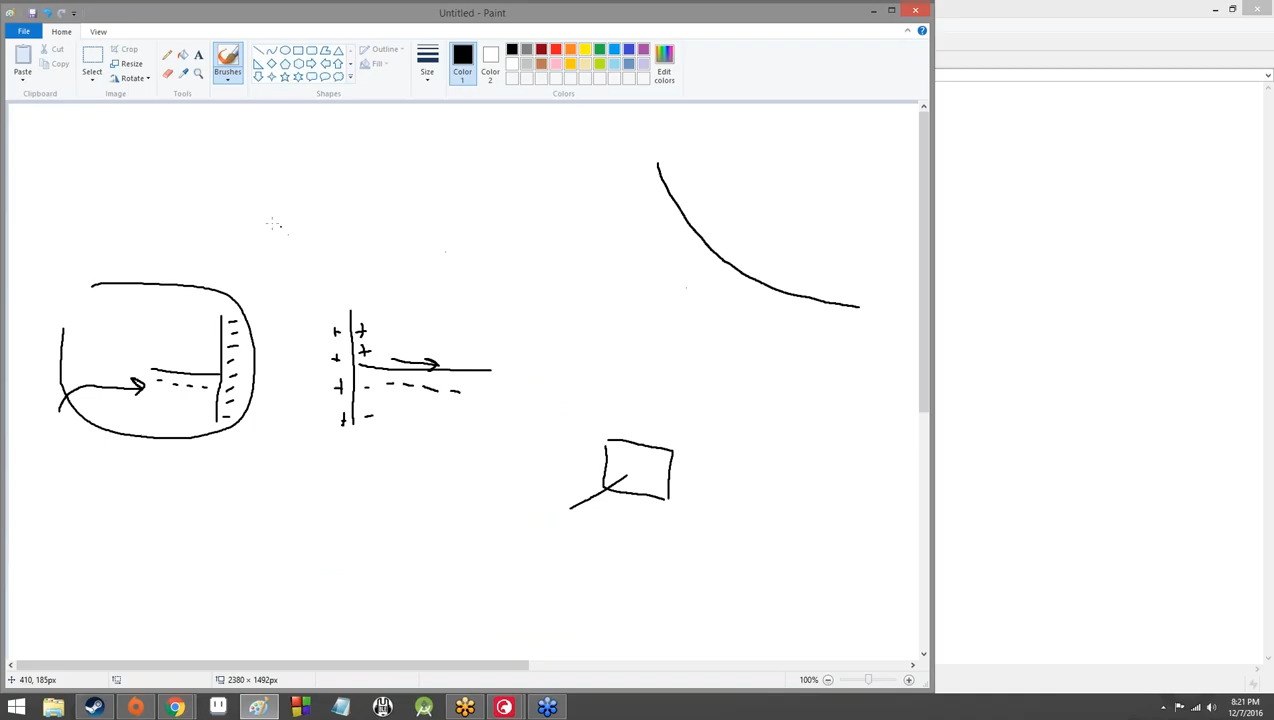 Untitled - Paint
File Home View
Cut
Copy
Paste
Clipboard
Crop
Resize
Rotate
Select
Image
A
Tools
Brushes
Outline
Fill
Shapes
Size
Color 1
Color 2
Edit colors
Colors
- - - - - -
+ + + + + + - - - - - -
- - - -
410, 185px
2380 × 1492px
100%
8:21 PM
12/7/2016